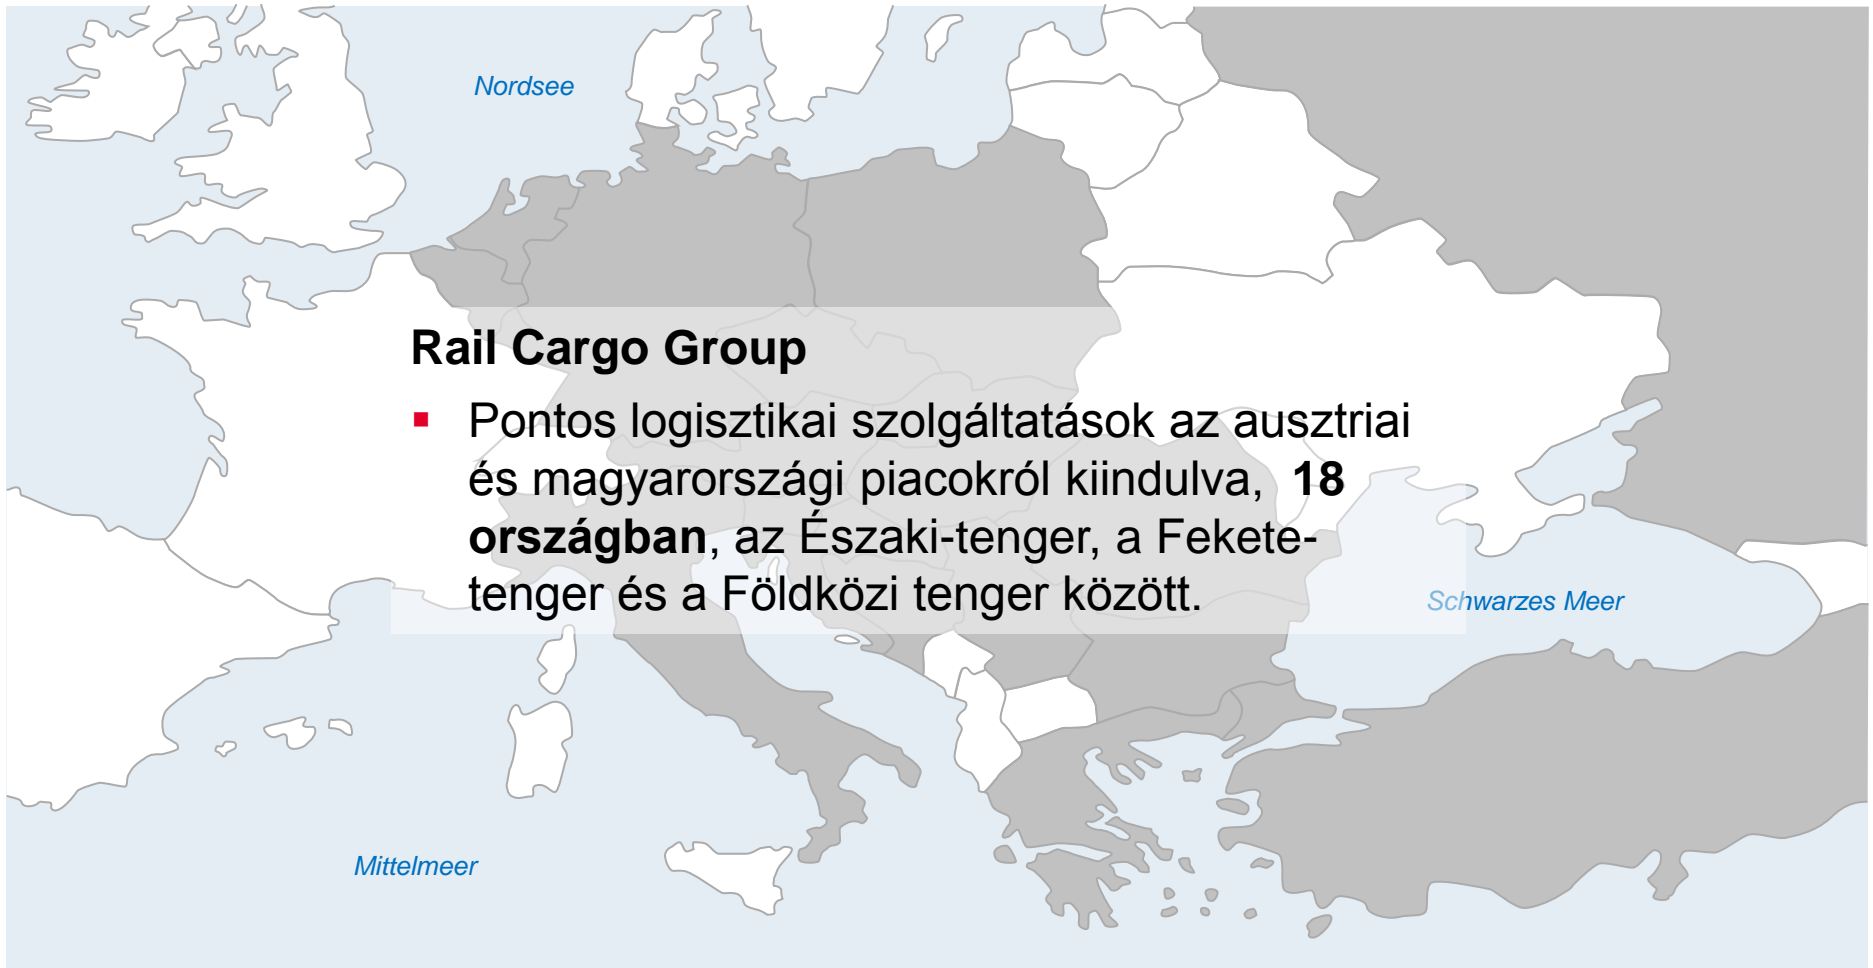 Nordsee
Rail Cargo Group
▪ Pontos logisztikai szolgáltatások az ausztriai
és magyarországi piacokról kiindulva, 18
országban, az Északi-tenger, a Fekete-
tenger és a Földközi tenger között.
Schwarzes Meer
Mittelmeer